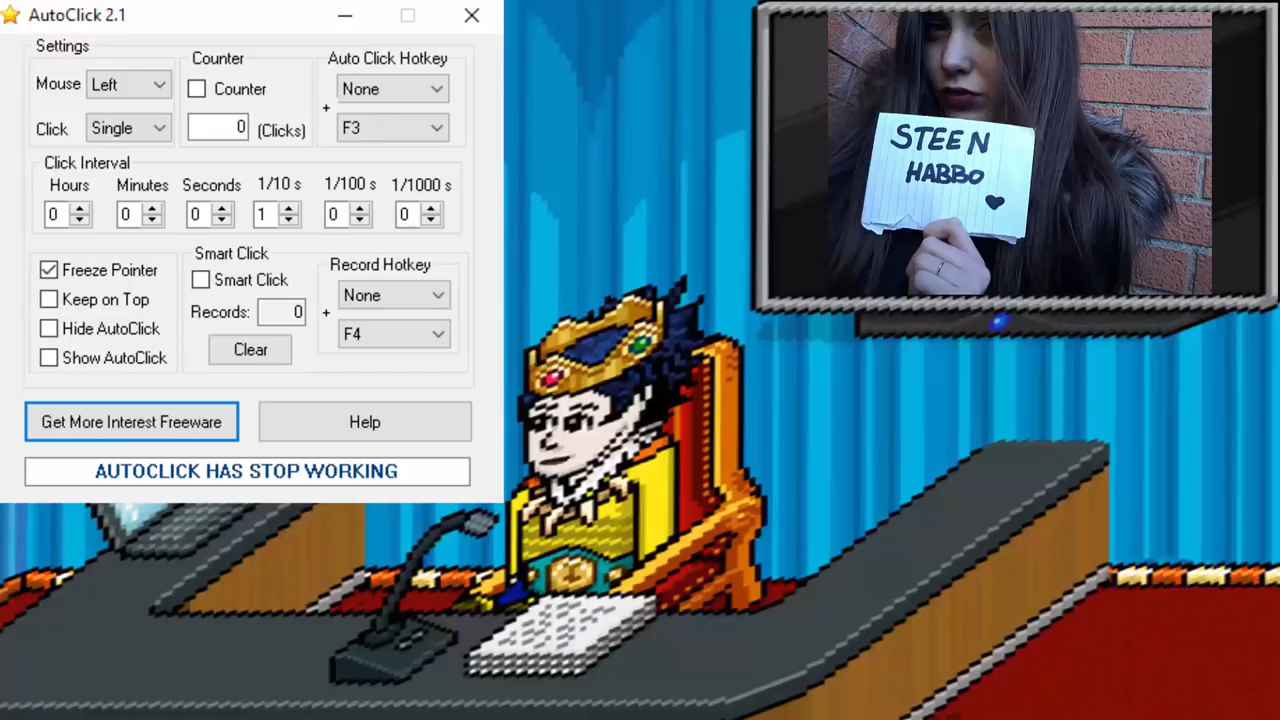 AutoClick 2.1
Settings
Mouse Left
Click Single
Counter
Counter
0 (Clicks)
Auto Click Hotkey
None
+
F3
Click Interval
Hours Minutes Seconds 1/10 s 1/100 s 1/1000 s
0 0 0 1 0 0
Freeze Pointer
Keep on Top
Hide AutoClick
Show AutoClick
Smart Click
Smart Click
Records: 0
Clear
Record Hotkey
None
+
F4
Get More Interest Freeware
Help
AUTOCLICK HAS STOP WORKING
STEEN
HABBO